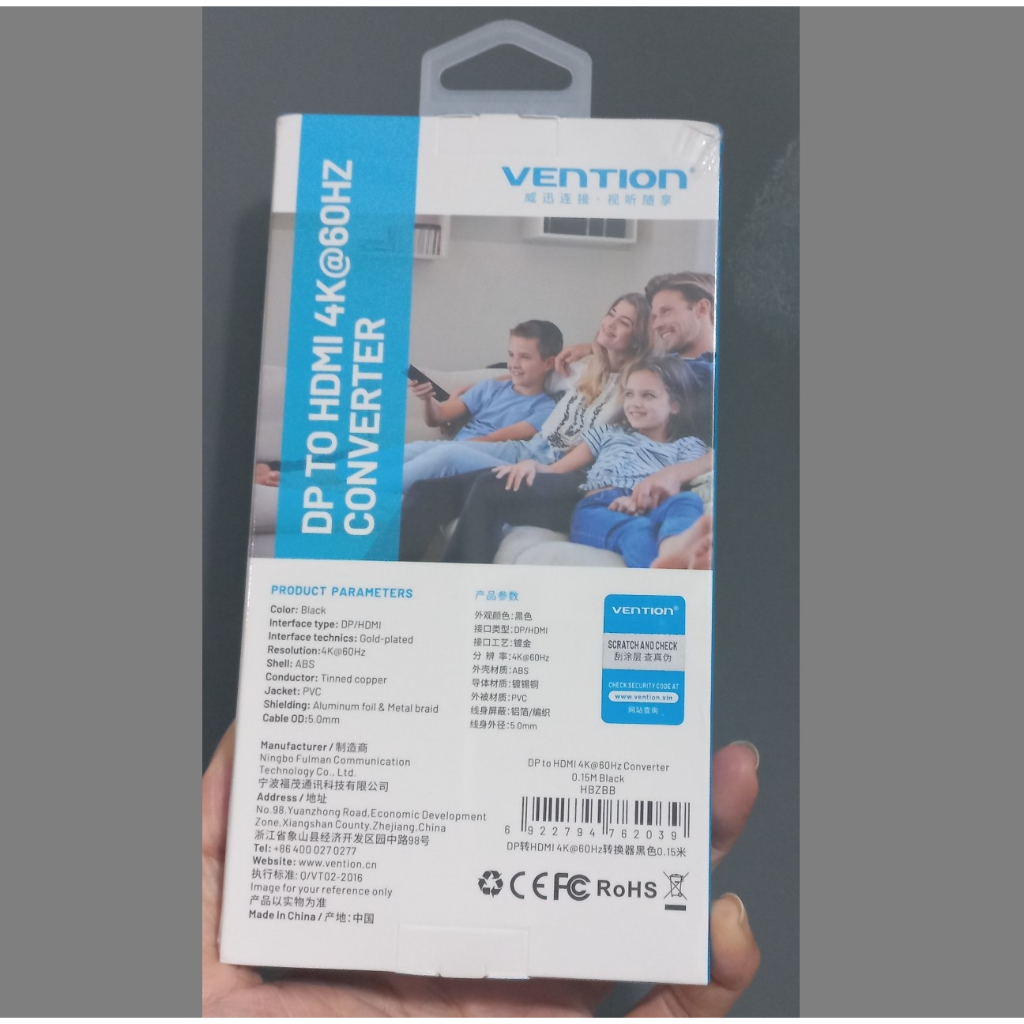 VENTION®
威迅连接·视听随享
DP TO HDMI 4K@60HZ
CONVERTER
PRODUCT PARAMETERS
Color: Black
Interface type: DP/HDMI
Interface technics: Gold-plated
Resolution:4K@60Hz
Shell: ABS
Conductor: Tinned copper
Jacket: PVC
Shielding: Aluminum foil & Metal braid
Cable OD:5.0mm
产品参数
外观颜色:黑色
接口类型:DP/HDMI
接口工艺:镀金
分 辨 率:4K@60Hz
外壳材质:ABS
导体材质:镀锡铜
外被材质:PVC
线身屏蔽:铝箔/编织
线身外径:5.0mm
VENTION®
SCRATCH AND CHECK
刮涂层 查真伪
CHECK SECURITY CODE AT
www.vention.vin
网站查询
Manufacturer / 制造商
Ningbo Fulman Communication
Technology Co., Ltd.
宁波福茂通讯科技有限公司
Address / 地址
No.98,Yuanzhong Road,Economic Development
Zone,Xiangshan County,Zhejiang,China
浙江省象山县经济开发区园中路98号
Tel: +86 400 027 0277
Website: www.vention.cn
执行标准: Q/VT02-2016
Image for your reference only
产品以实物为准
Made in China / 产地:中国
DP to HDMI 4K@60Hz Converter
0.15M Black
HBZBB
6 922794 762039
DP转HDMI 4K@60Hz转换器黑色0.15米
CE FC RoHS